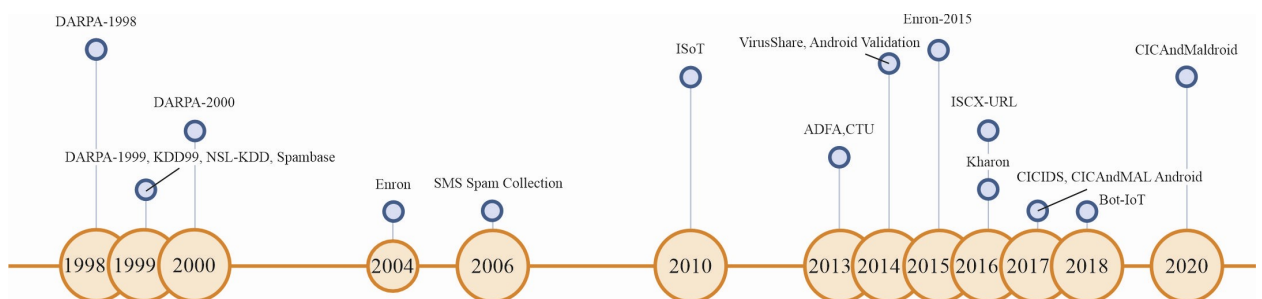 DARPA-1998
DARPA-2000
DARPA-1999, KDD99, NSL-KDD, Spambase
Enron
SMS Spam Collection
ISoT
ADFA,CTU
VirusShare, Android Validation
Enron-2015
ISCX-URL
Kharon
CICIDS, CICAndMAL Android
Bot-IoT
CICAndMaldroid
1998 1999 2000 2004 2006 2010 2013 2014 2015 2016 2017 2018 2020